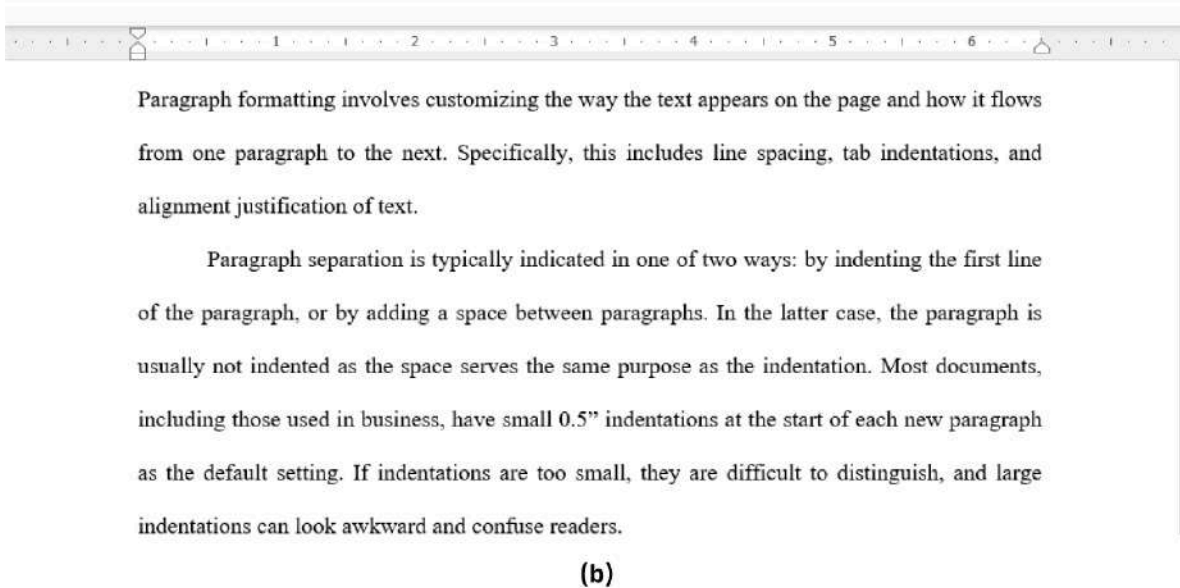 1 2 3 4 5 6
Paragraph formatting involves customizing the way the text appears on the page and how it flows
from one paragraph to the next. Specifically, this includes line spacing, tab indentations, and
alignment justification of text.
Paragraph separation is typically indicated in one of two ways: by indenting the first line
of the paragraph, or by adding a space between paragraphs. In the latter case, the paragraph is
usually not indented as the space serves the same purpose as the indentation. Most documents,
including those used in business, have small 0.5” indentations at the start of each new paragraph
as the default setting. If indentations are too small, they are difficult to distinguish, and large
indentations can look awkward and confuse readers.
(b)